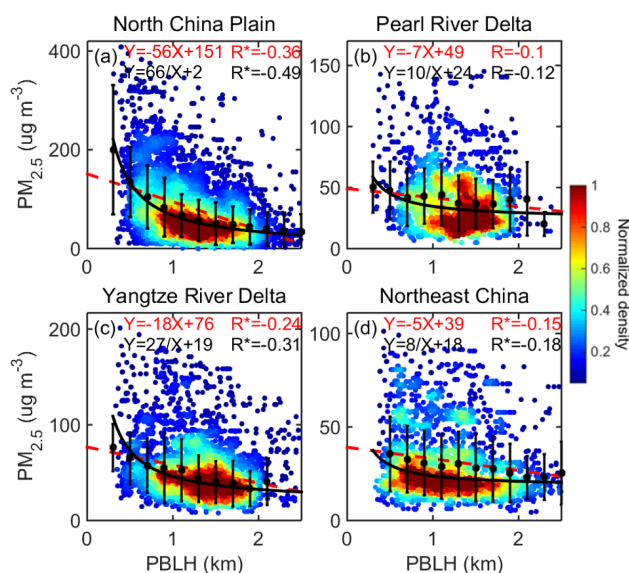 North China Plain
Pearl River Delta
(a) Y=-56X+151 R*=-0.36
Y=66/X+2 R*=-0.49
(b) Y=-7X+49 R=-0.1
Y=10/X+24 R=-0.12
PM2.5 (ug m-3)
400
200
0
0
1
2
150
100
50
0
0
1
2
Yangtze River Delta
Northeast China
(c) Y=-18X+76 R*=-0.24
Y=27/X+19 R*=-0.31
(d) Y=-5X+39 R*=-0.15
Y=8/X+18 R*=-0.18
PM2.5 (ug m-3)
200
100
0
0
1
2
PBLH (km)
100
50
0
0
1
2
PBLH (km)
1
0.8
0.6
0.4
0.2
Normalized density